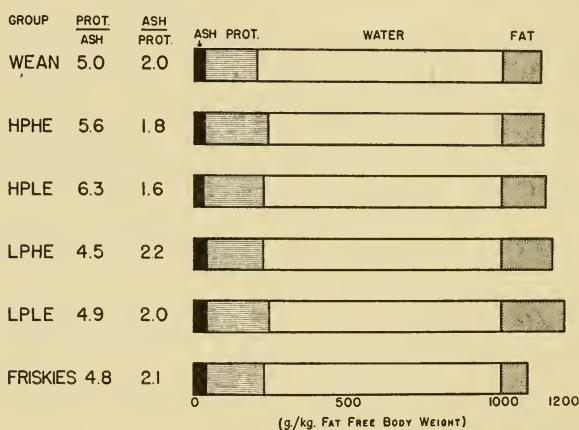 GROUP PROT. ASH
ASH PROT. ASH PROT. WATER FAT
WEAN 5.0 2.0
HPHE 5.6 1.8
HPLE 6.3 1.6
LPHE 4.5 2.2
LPLE 4.9 2.0
FRISKIES 4.8 2.1
0 500 1000 1200
(g./kg. FAT FREE BODY WEIGHT)